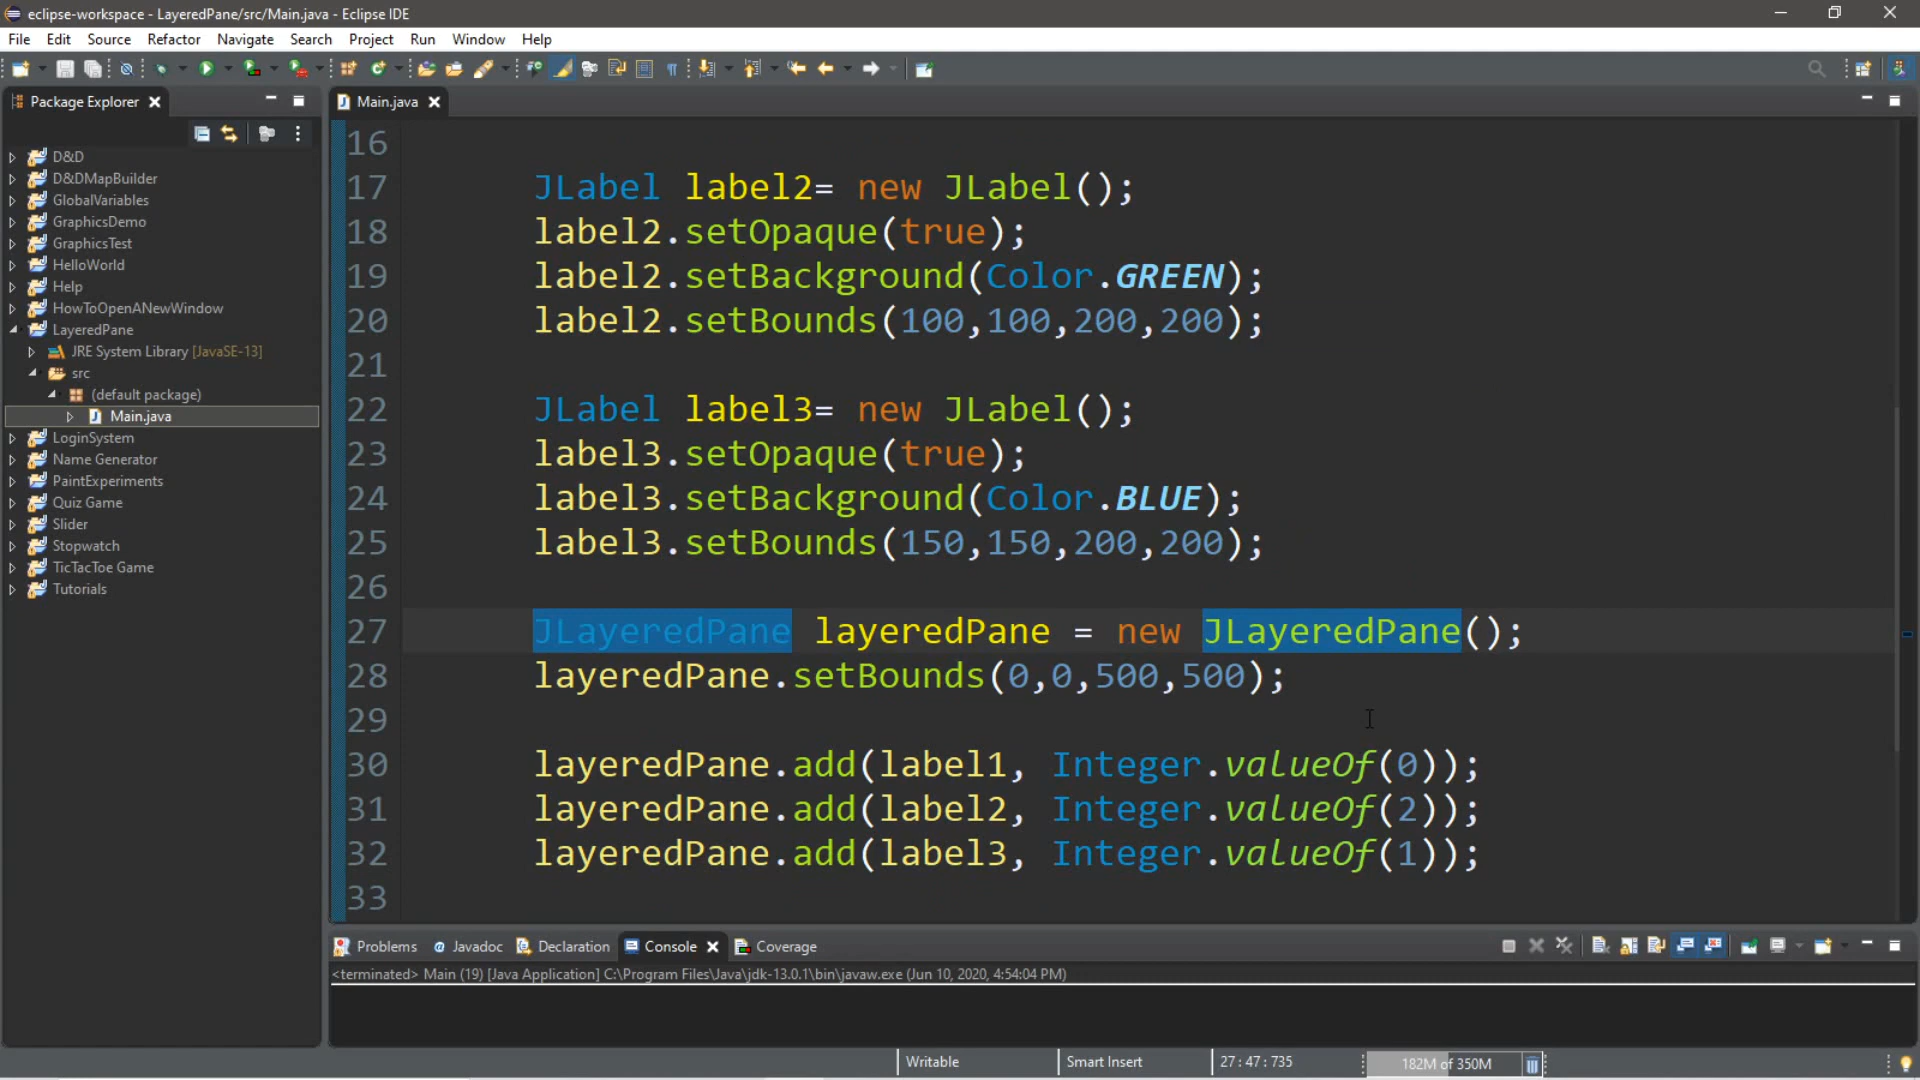 eclipse-workspace - LayeredPane/src/Main.java - Eclipse IDE
File Edit Source Refactor Navigate Search Project Run Window Help
Package Explorer
D&D
D&DMapBuilder
GlobalVariables
GraphicsDemo
GraphicsTest
HelloWorld
Help
HowToOpenANewWindow
LayeredPane
JRE System Library [JavaSE-13]
src
(default package)
Main.java
LoginSystem
Name Generator
PaintExperiments
Quiz Game
Slider
Stopwatch
TicTacToe Game
Tutorials
Main.java
16
17 JLabel label2= new JLabel();
18 label2.setOpaque(true);
19 label2.setBackground(Color.GREEN);
20 label2.setBounds(100,100,200,200);
21
22 JLabel label3= new JLabel();
23 label3.setOpaque(true);
24 label3.setBackground(Color.BLUE);
25 label3.setBounds(150,150,200,200);
26
27 JLayeredPane layeredPane = new JLayeredPane();
28 layeredPane.setBounds(0,0,500,500);
29
30 layeredPane.add(label1, Integer.valueOf(0));
31 layeredPane.add(label2, Integer.valueOf(2));
32 layeredPane.add(label3, Integer.valueOf(1));
33
Problems Javadoc Declaration Console Coverage
<terminated> Main (19) [Java Application] C:\Program Files\Java\jdk-13.0.1\bin\javaw.exe (Jun 10, 2020, 4:54:04 PM)
Writable Smart Insert 27 : 47 : 735 182M of 350M